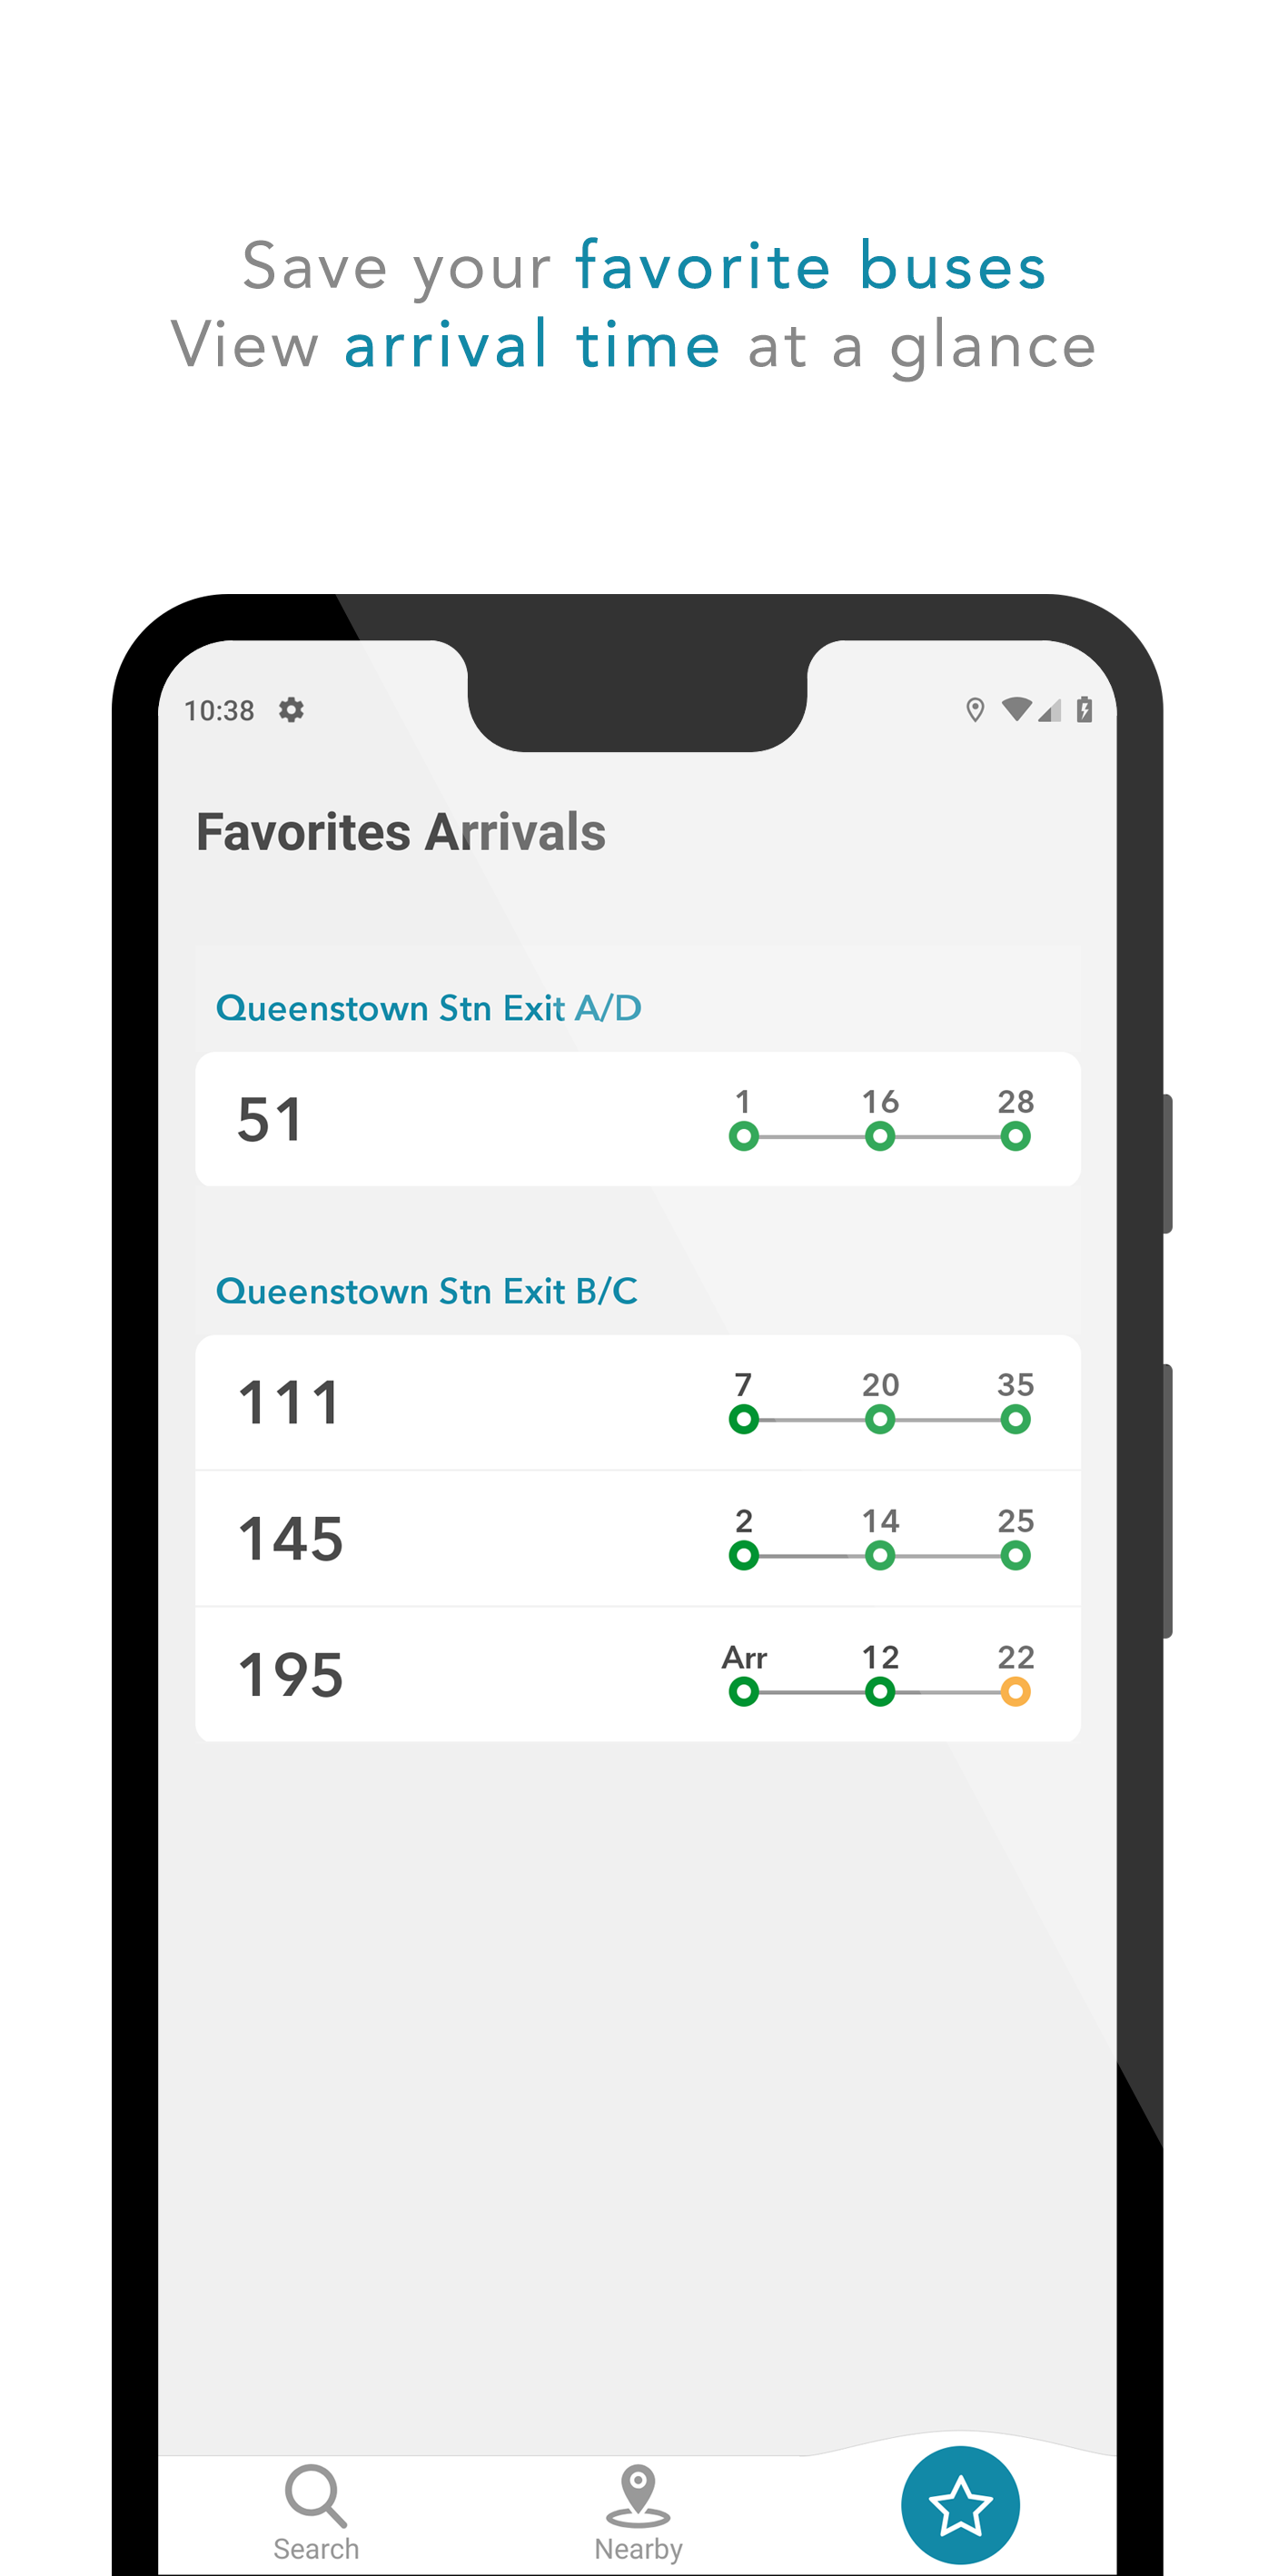 Save your favorite buses
View arrival time at a glance
10:38
Favorites Arrivals
Queenstown Stn Exit A/D
51 1 16 28
Queenstown Stn Exit B/C
111 7 20 35
145 2 14 25
195 Arr 12 22
Search Nearby